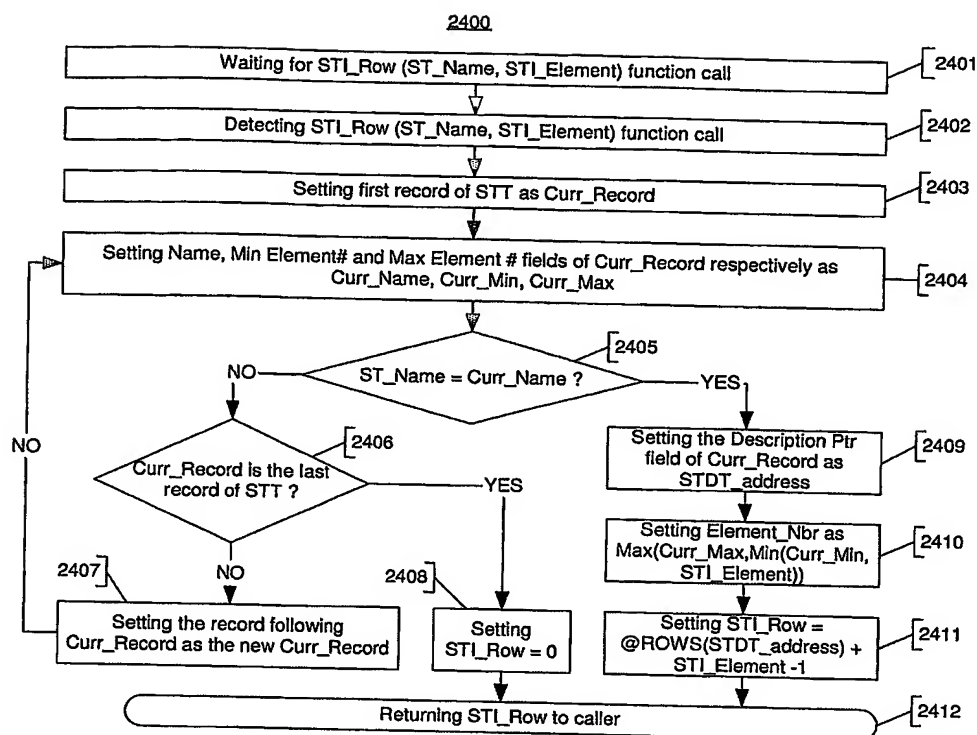 2400
Waiting for STI_Row (ST_Name, STI_Element) function call
2401
Detecting STI_Row (ST_Name, STI_Element) function call
2402
Setting first record of STT as Curr_Record
2403
Setting Name, Min Element# and Max Element # fields of Curr_Record respectively as
Curr_Name, Curr_Min, Curr_Max
2404
2405
ST_Name = Curr_Name ?
NO
YES
NO
2406
Curr_Record is the last
record of STT ?
YES
NO
Setting the Description Ptr
field of Curr_Record as
STDT_address
2409
Setting Element_Nbr as
Max(Curr_Max,Min(Curr_Min,
STI_Element))
2410
2407
Setting the record following
Curr_Record as the new Curr_Record
2408
Setting
STI_Row = 0
Setting STI_Row =
@ROWS(STDT_address) +
STI_Element -1
2411
Returning STI_Row to caller
2412